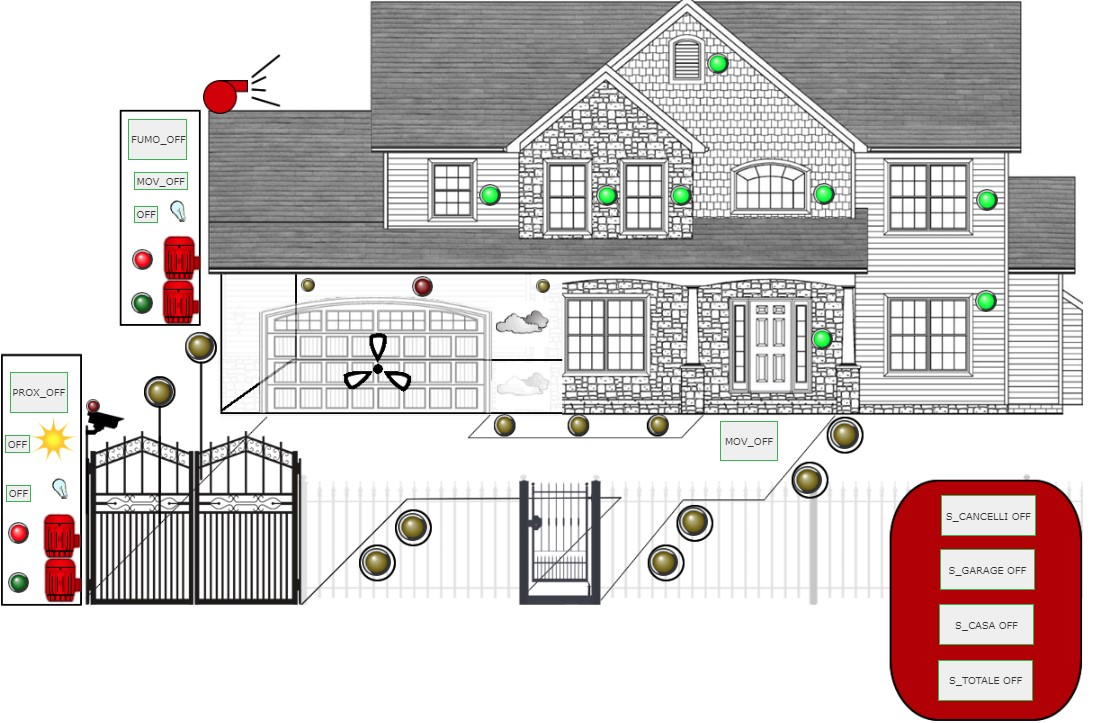 FUMO_OFF
MOV_OFF
OFF
PROX_OFF
OFF
OFF
MOV_OFF
S_CANCELLI OFF
S_GARAGE OFF
S_CASA OFF
S_TOTALE OFF